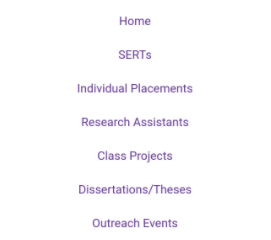 Home
SERTs
Individual Placements
Research Assistants
Class Projects
Dissertations/Theses
Outreach Events